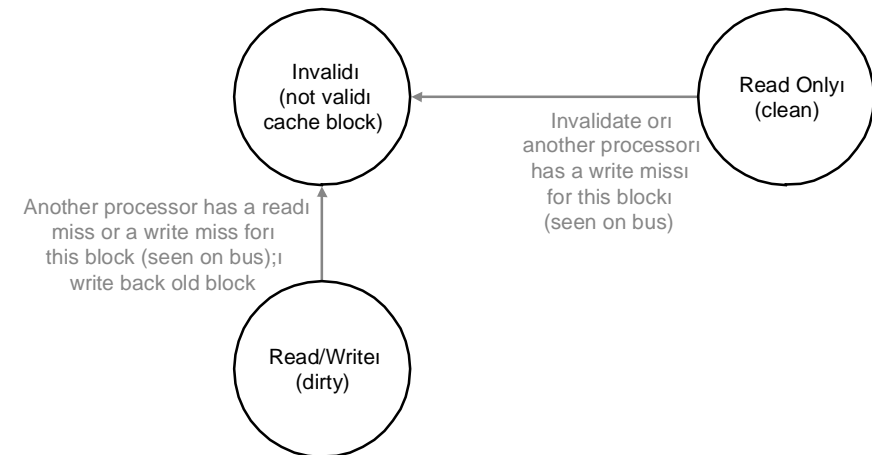 Invalidı
(not validı
cache block)
Read Onlyı
(clean)
Invalidate orı
another processorı
has a write missı
for this blockı
(seen on bus)
Another processor has a readı
miss or a write miss forı
this block (seen on bus);ı
write back old block
Read/Writeı
(dirty)